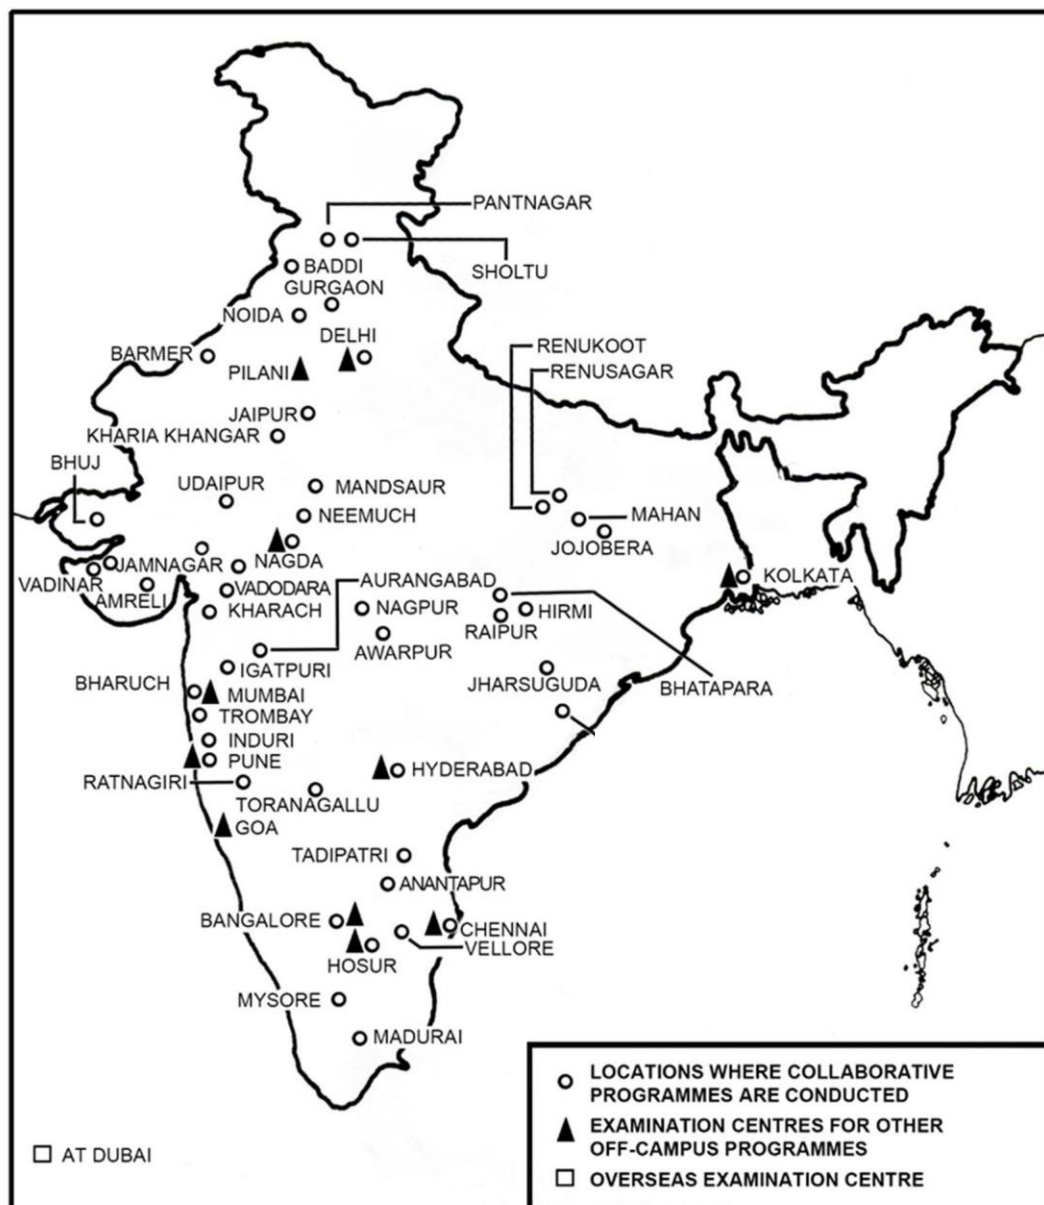 PANTNAGAR
SHOLTU
BADDI
GURGAON
NOIDA
DELHI
RENUKOOT
BARMER
RENUSAGAR
PILANI
JAIPUR
KHARIA KHANGAR
BHUJ
UDAIPUR
MANDSAUR
NEEMUCH
MAHAN
JOJOBERA
JAMNAGAR
NAGDA
KOLKATA
VADINAR
AURANGABAD
VADODARA
AMRELI
KHARACH
NAGPUR
HIRMI
RAIPUR
AWARPUR
IGATPURI
JHARSUGUDA
BHATAPARA
BHARUCH
MUMBAI
TROMBAY
INDURI
PUNE
HYDERABAD
RATNAGIRI
TORANAGALLU
GOA
TADIPATRI
ANANTAPUR
BANGALORE
CHENNAI
VELLORE
HOSUR
MYSORE
MADURAI
LOCATIONS WHERE COLLABORATIVE
PROGRAMMES ARE CONDUCTED
EXAMINATION CENTRES FOR OTHER
OFF-CAMPUS PROGRAMMES
OVERSEAS EXAMINATION CENTRE
AT DUBAI